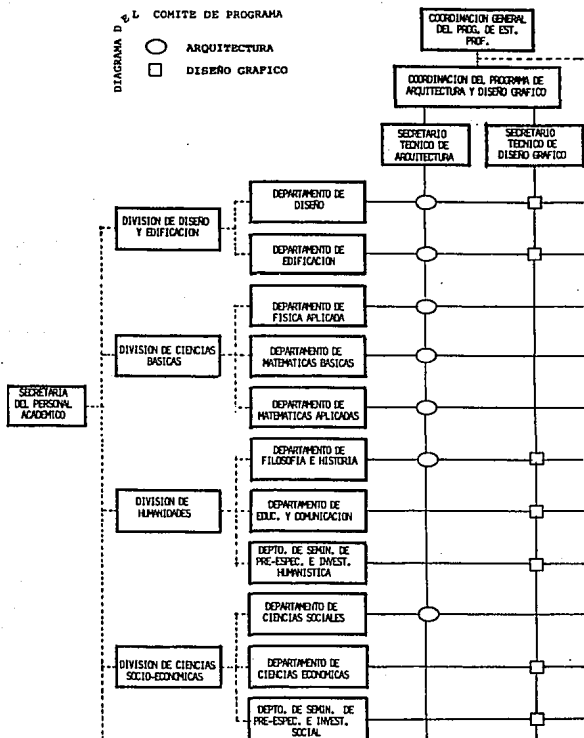 DIAGRAMA DEL COMITE DE PROGRAMA
ARQUITECTURA
DISEÑO GRAFICO
COORDINACION GENERAL
DEL PROG. DE EST.
PROF.
COORDINACION DEL PROGRAMA DE
ARQUITECTURA Y DISEÑO GRAFICO
SECRETARIO
TECNICO DE
ARQUITECTURA
SECRETARIO
TECNICO DE
DISEÑO GRAFICO
SECRETARIA
DEL PERSONAL
ACADEMICO
DIVISION DE DISEÑO
Y EDIFICACION
DEPARTAMENTO DE
DISEÑO
DEPARTAMENTO DE
EDIFICACION
DIVISION DE CIENCIAS
BASICAS
DEPARTAMENTO DE
FISICA APLICADA
DEPARTAMENTO DE
MATEMATICAS BASICAS
DEPARTAMENTO DE
MATEMATICAS APLICADAS
DIVISION DE
HUMANIDADES
DEPARTAMENTO DE
FILOSOFIA E HISTORIA
DEPARTAMENTO DE
EDUC. Y COMUNICACION
DEPTO. DE SEMIN. DE
PRE-ESPEC. E INVEST.
HUMANISTICA
DIVISION DE CIENCIAS
SOCIO-ECONOMICAS
DEPARTAMENTO DE
CIENCIAS SOCIALES
DEPARTAMENTO DE
CIENCIAS ECONOMICAS
DEPTO. DE SEMIN. DE
PRE-ESPEC. E INVEST.
SOCIAL